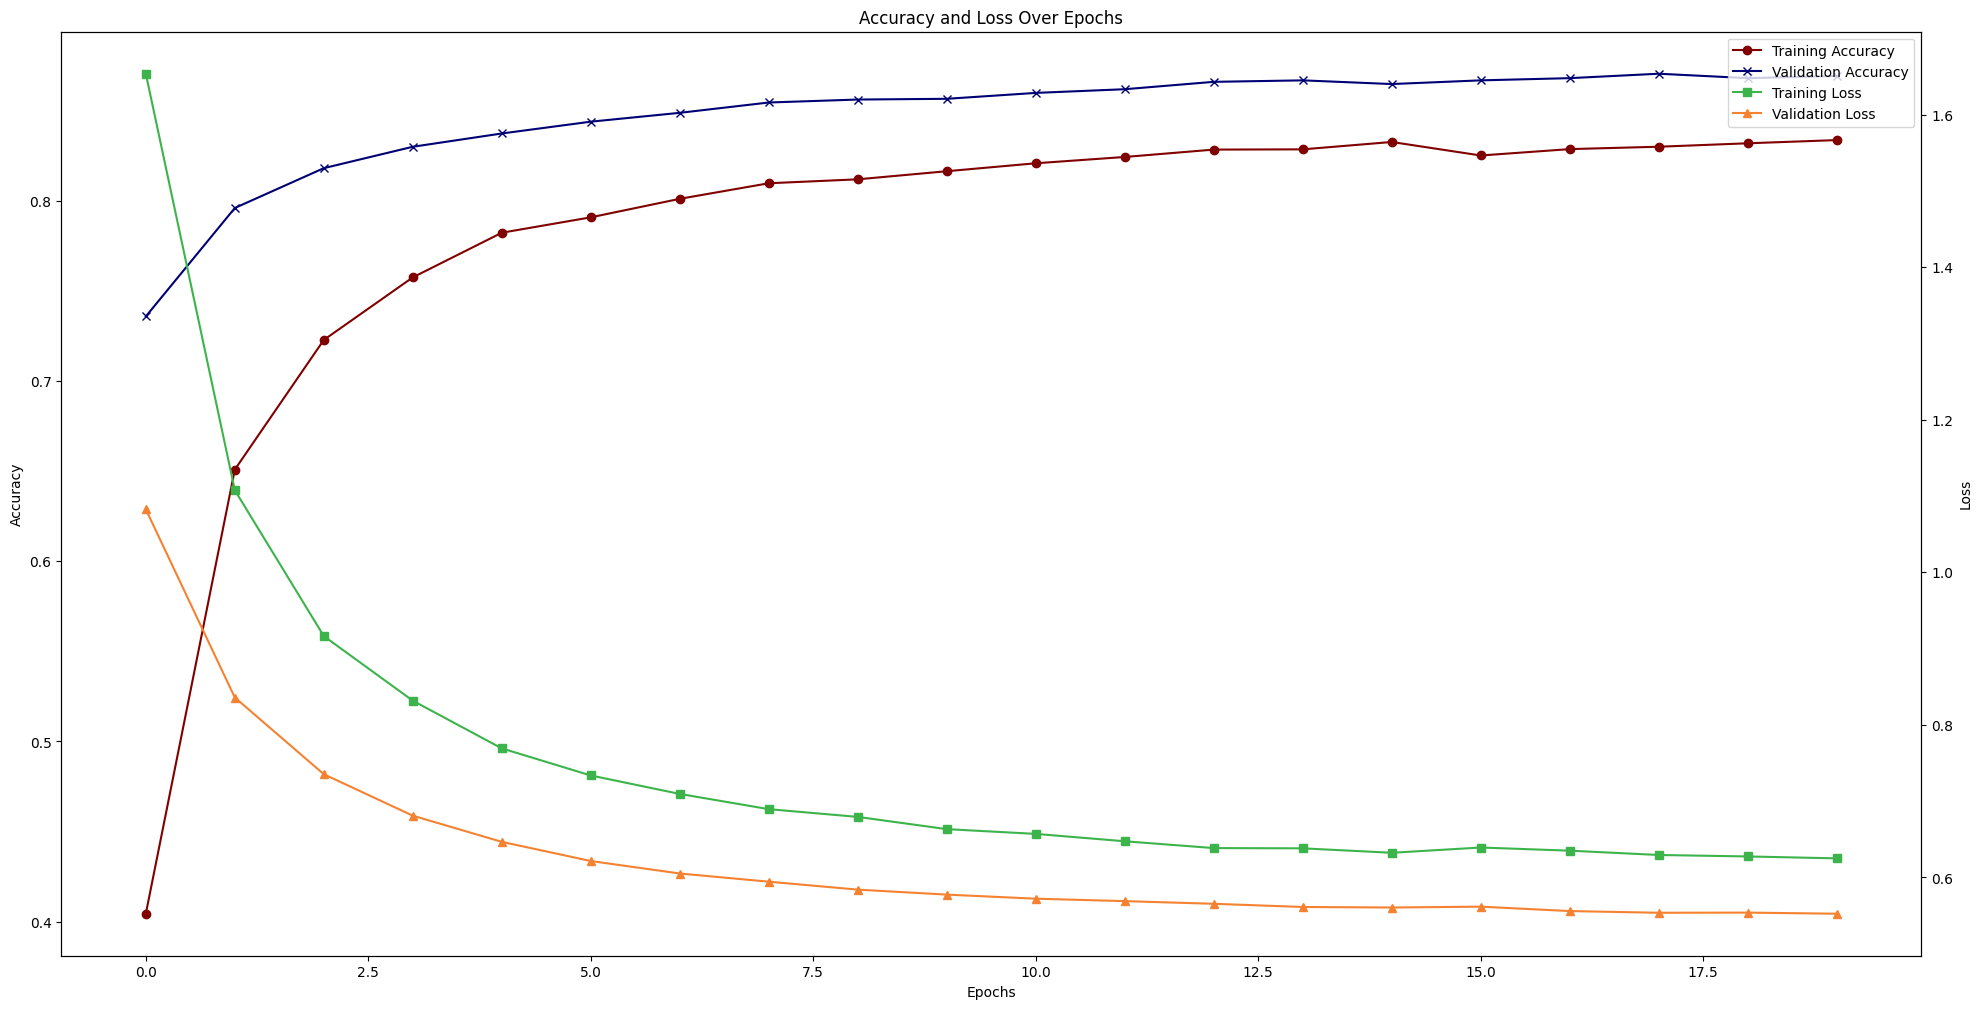 Accuracy and Loss Over Epochs
Training Accuracy
Validation Accuracy
Training Loss
Validation Loss
0.8
0.7
0.6
0.5
0.4
Accuracy
1.6
1.4
1.2
1.0
0.8
0.6
Loss
0.0 2.5 5.0 7.5 10.0 12.5 15.0 17.5
Epochs